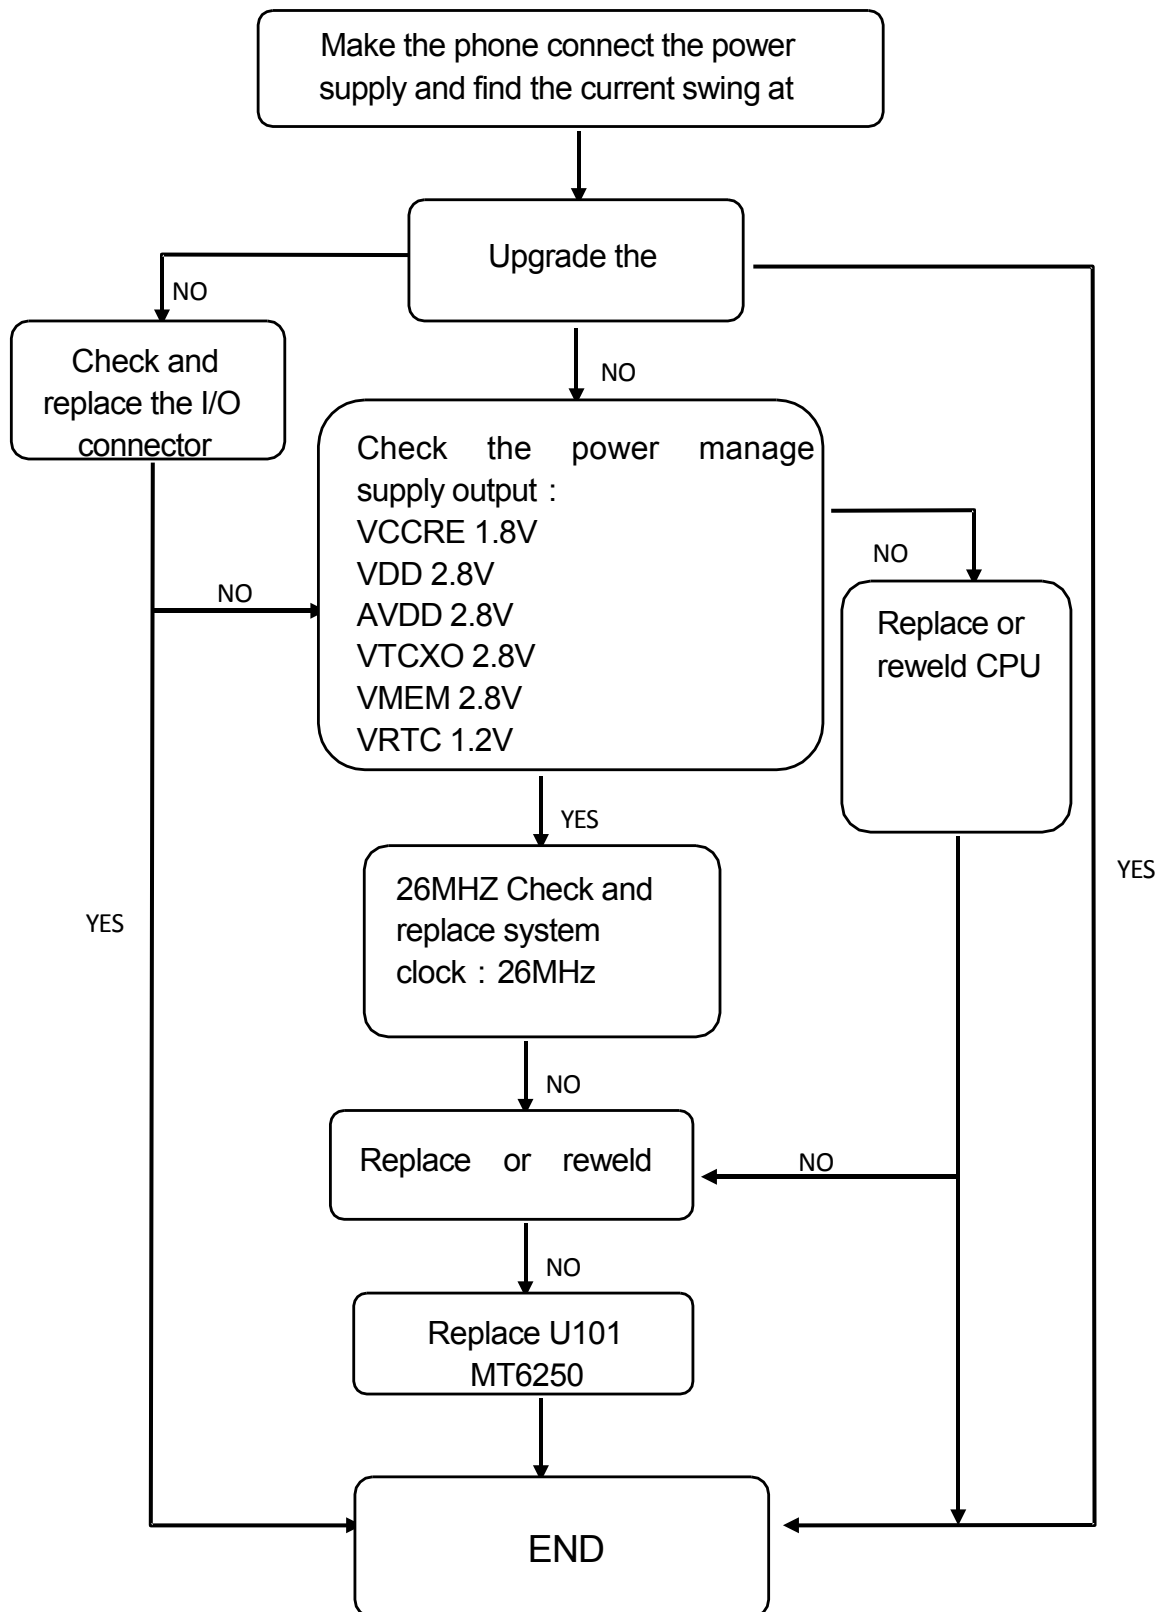 Make the phone connect the power
supply and find the current swing at
Upgrade the
NO
Check and
replace the I/O
connector
NO
Check the power manage
supply output：
VCCRE 1.8V
VDD 2.8V
AVDD 2.8V
VTCXO 2.8V
VMEM 2.8V
VRTC 1.2V
NO
NO
Replace or
reweld CPU
YES
YES
YES
26MHZ Check and
replace system
clock：26MHz
NO
Replace or reweld
NO
NO
Replace U101
MT6250
END